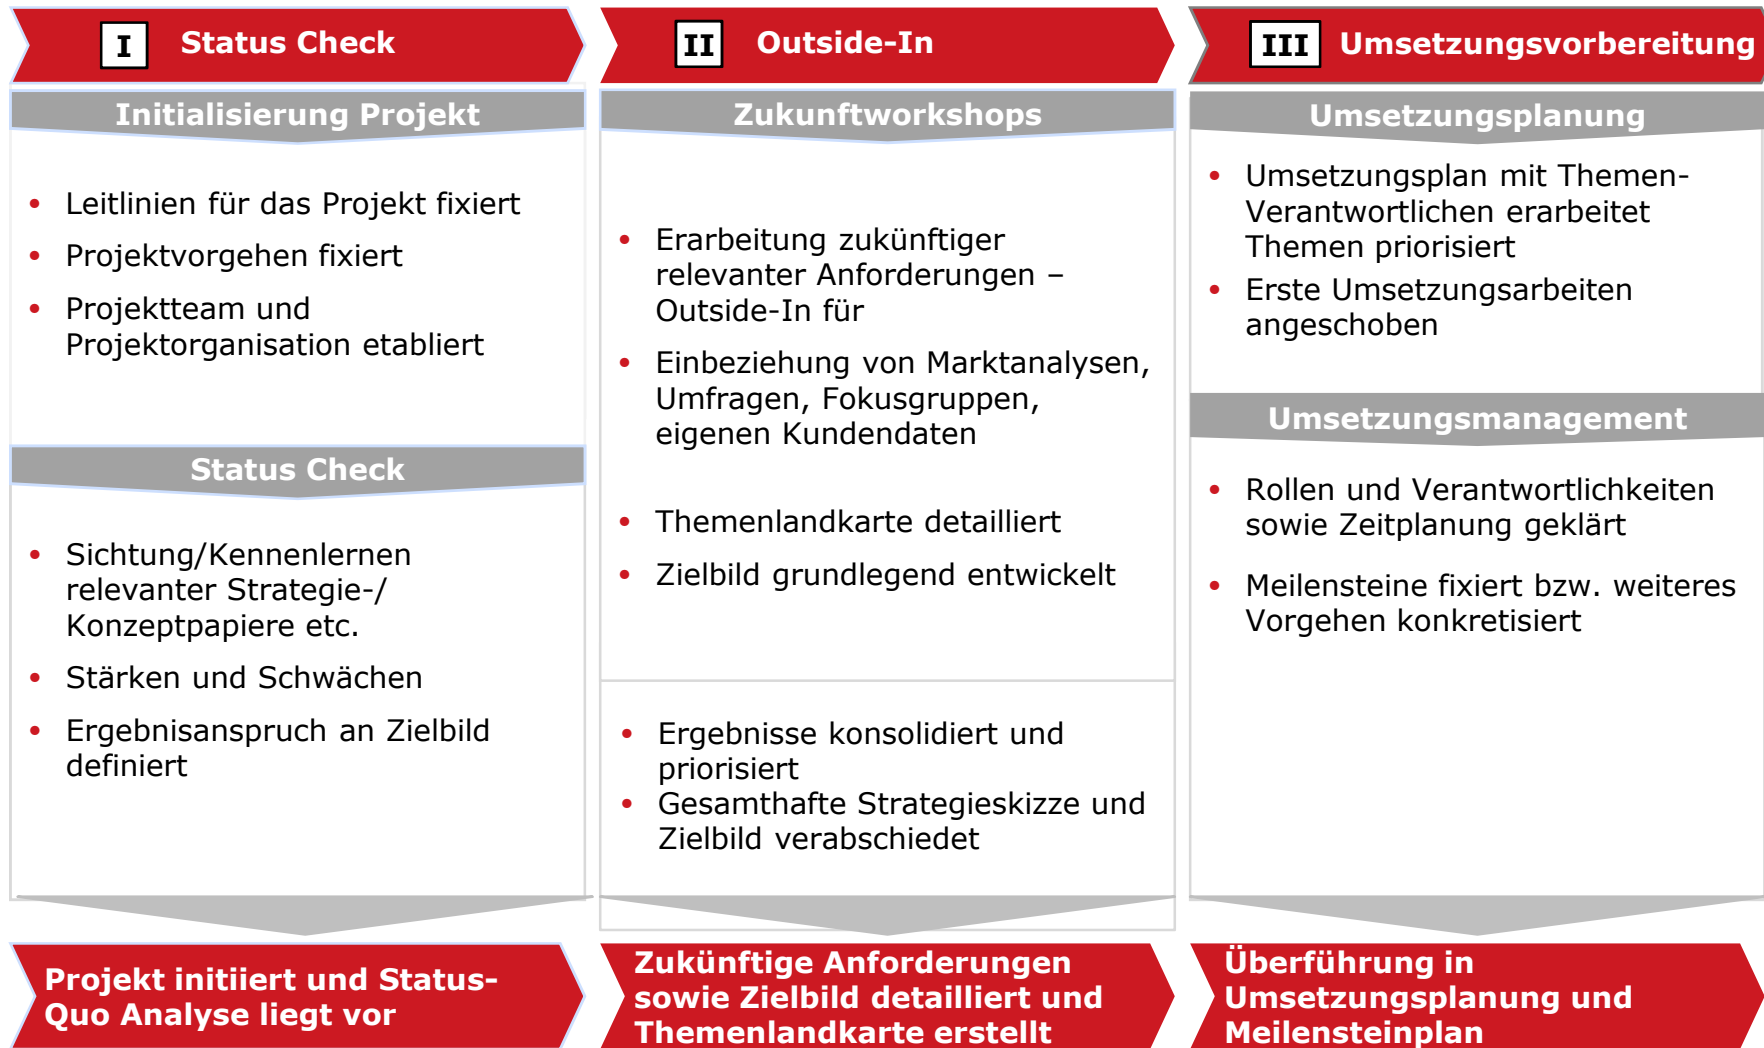 I Status Check
Initialisierung Projekt
• Leitlinien für das Projekt fixiert
• Projektvorgehen fixiert
• Projektteam und
Projektorganisation etabliert
Status Check
• Sichtung/Kennenlernen
relevanter Strategie-/
Konzeptpapiere etc.
• Stärken und Schwächen
• Ergebnisanspruch an Zielbild
definiert
Projekt initiiert und Status-
Quo Analyse liegt vor
II Outside-In
Zukunftworkshops
• Erarbeitung zukünftiger
relevanter Anforderungen –
Outside-In für
• Einbeziehung von Marktanalysen,
Umfragen, Fokusgruppen,
eigenen Kundendaten
• Themenlandkarte detailliert
• Zielbild grundlegend entwickelt
• Ergebnisse konsolidiert und
priorisiert
• Gesamthafte Strategieskizze und
Zielbild verabschiedet
Zukünftige Anforderungen
sowie Zielbild detailliert und
Themenlandkarte erstellt
III Umsetzungsvorbereitung
Umsetzungsplanung
• Umsetzungsplan mit Themen-
Verantwortlichen erarbeitet
Themen priorisiert
• Erste Umsetzungsarbeiten
angeschoben
Umsetzungsmanagement
• Rollen und Verantwortlichkeiten
sowie Zeitplanung geklärt
• Meilensteine fixiert bzw. weiteres
Vorgehen konkretisiert
Überführung in
Umsetzungsplanung und
Meilensteinplan